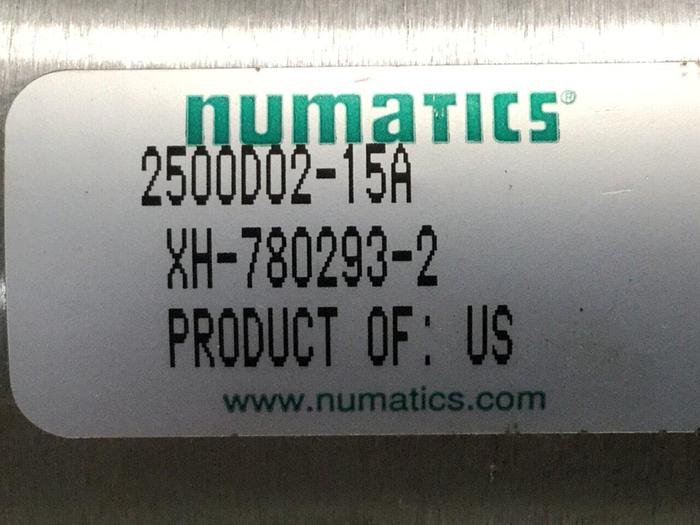 numatics®
2500D02-15A
XH-780293-2
PRODUCT OF: US
www.numatics.com